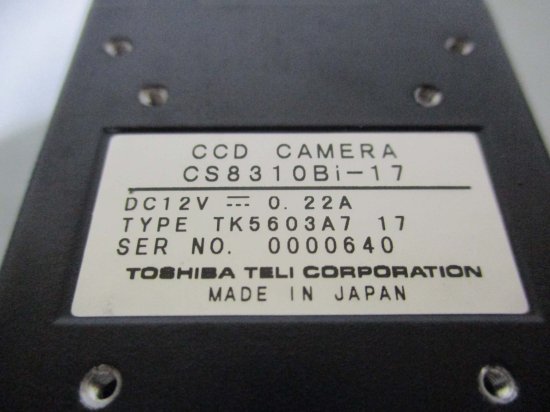 CCD CAMERA
CS8310Bi-17
DC12V ⎓ 0.22A
TYPE TK5603A7 17
SER NO. 0000640
TOSHIBA TELI CORPORATION
MADE IN JAPAN